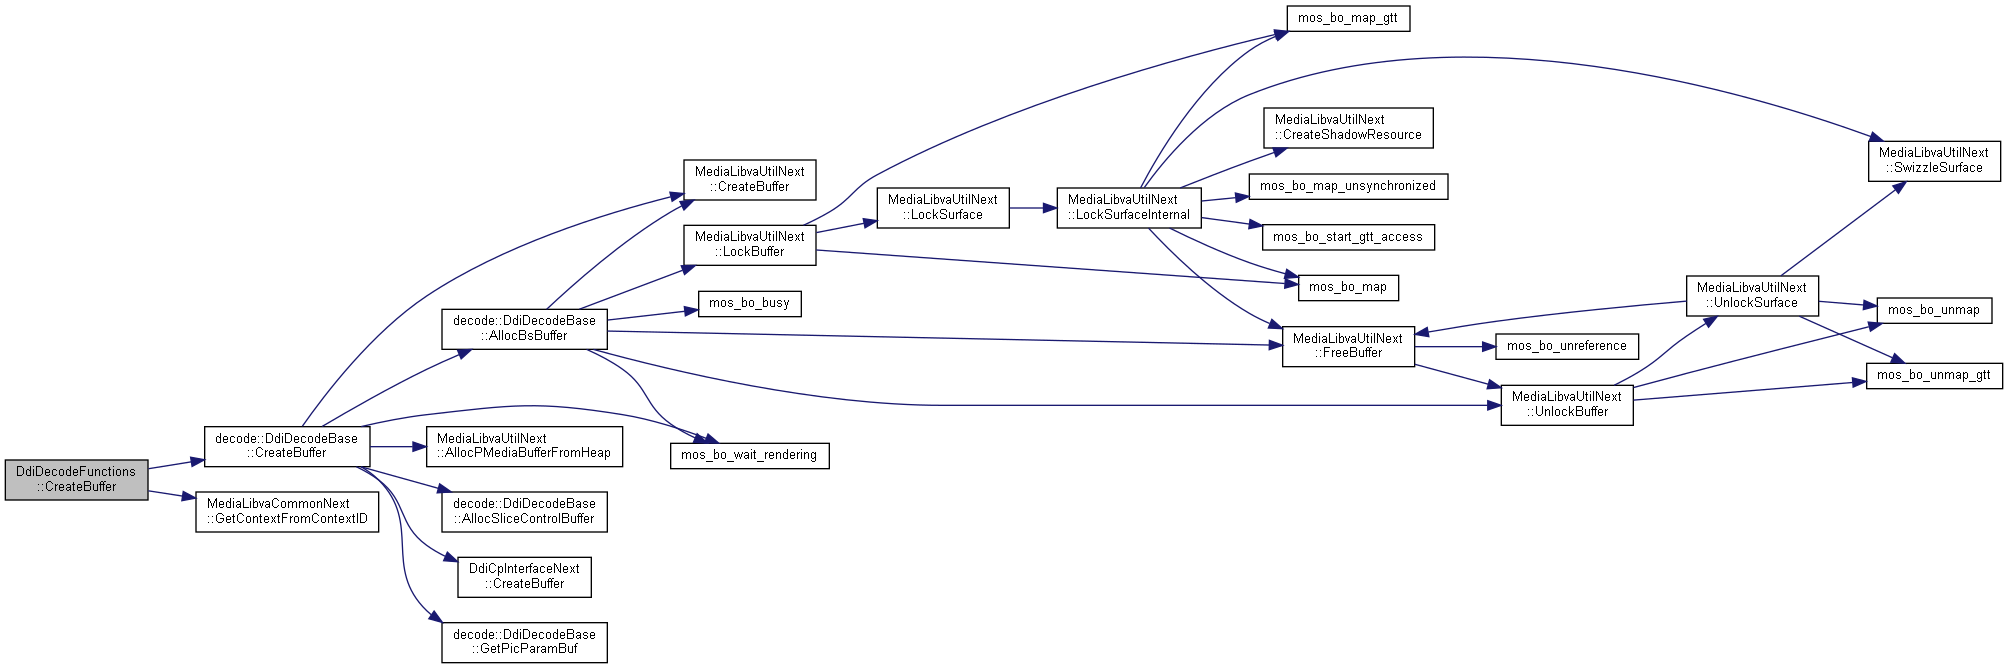 DdiDecodeFunctions
::CreateBuffer
decode::DdiDecodeBase
::CreateBuffer
MediaLibvaCommonNext
::GetContextFromContextID
decode::DdiDecodeBase
::AllocBsBuffer
MediaLibvaUtilNext
::AllocPMediaBufferFromHeap
decode::DdiDecodeBase
::AllocSliceControlBuffer
DdiCpInterfaceNext
::CreateBuffer
decode::DdiDecodeBase
::GetPicParamBuf
MediaLibvaUtilNext
::CreateBuffer
MediaLibvaUtilNext
::LockBuffer
mos_bo_busy
mos_bo_wait_rendering
MediaLibvaUtilNext
::LockSurface
MediaLibvaUtilNext
::LockSurfaceInternal
mos_bo_map_gtt
MediaLibvaUtilNext
::CreateShadowResource
mos_bo_map_unsynchronized
mos_bo_start_gtt_access
mos_bo_map
MediaLibvaUtilNext
::FreeBuffer
mos_bo_unreference
MediaLibvaUtilNext
::UnlockBuffer
MediaLibvaUtilNext
::UnlockSurface
MediaLibvaUtilNext
::SwizzleSurface
mos_bo_unmap
mos_bo_unmap_gtt